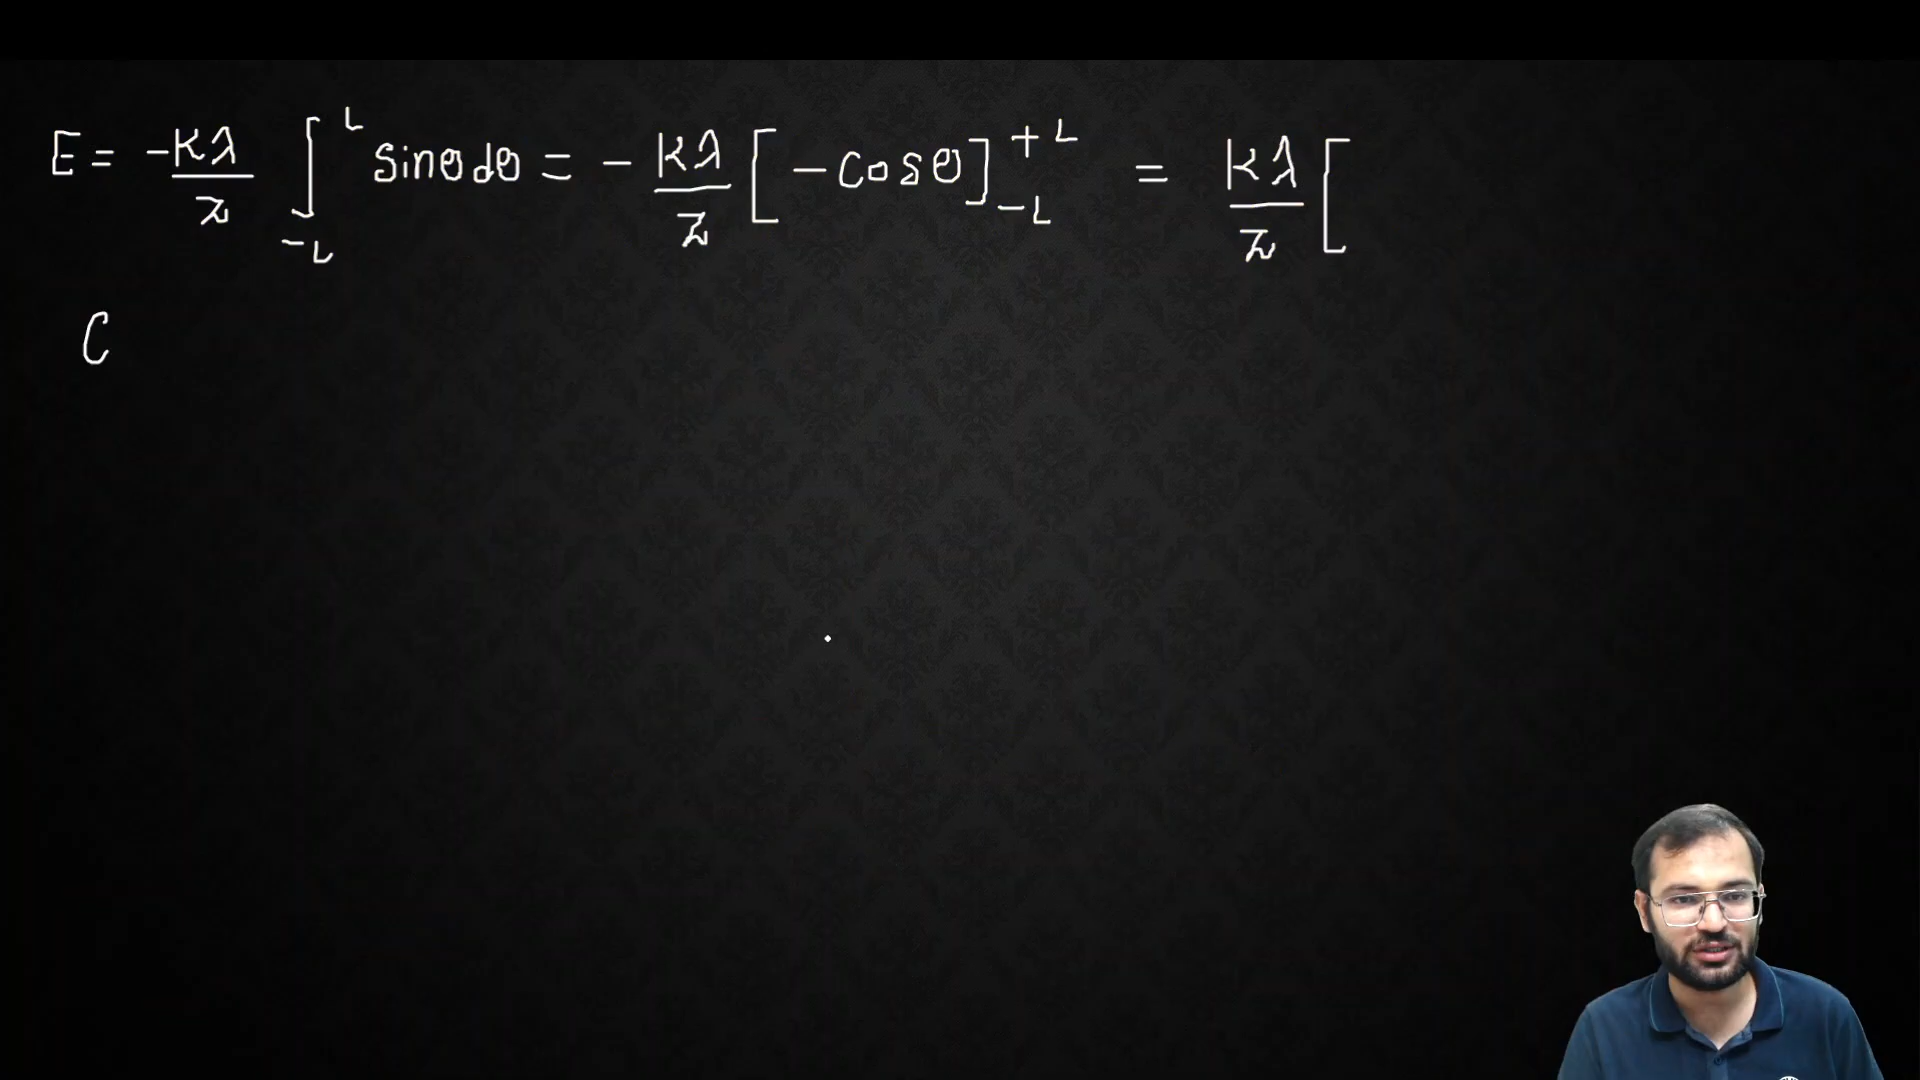 E = -Kλ/z ∫_{-L}^{L} sinθ dθ = - Kλ/z [-cosθ]_{-L}^{+L} = Kλ/z [
C